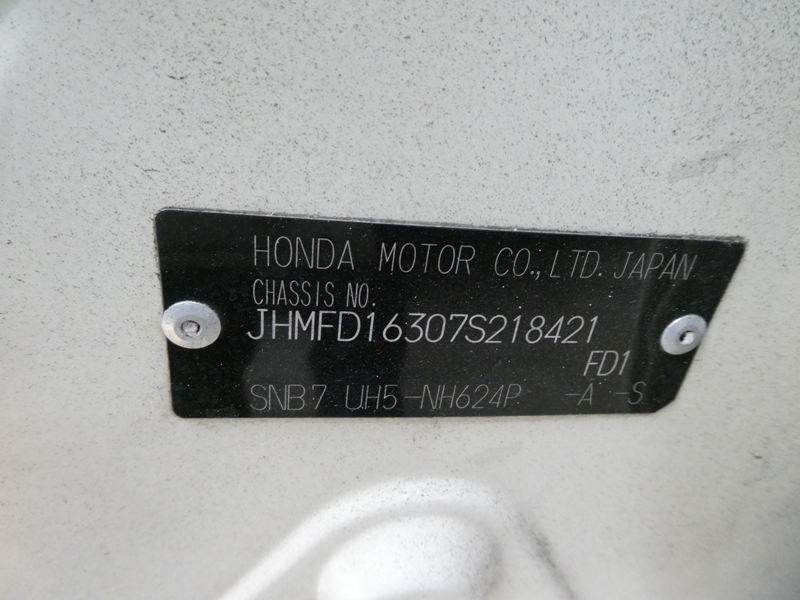 HONDA MOTOR CO., LTD. JAPAN
CHASSIS NO.
JHMFD16307S218421
FD1
SNB7 UH5-NH624P -A -S